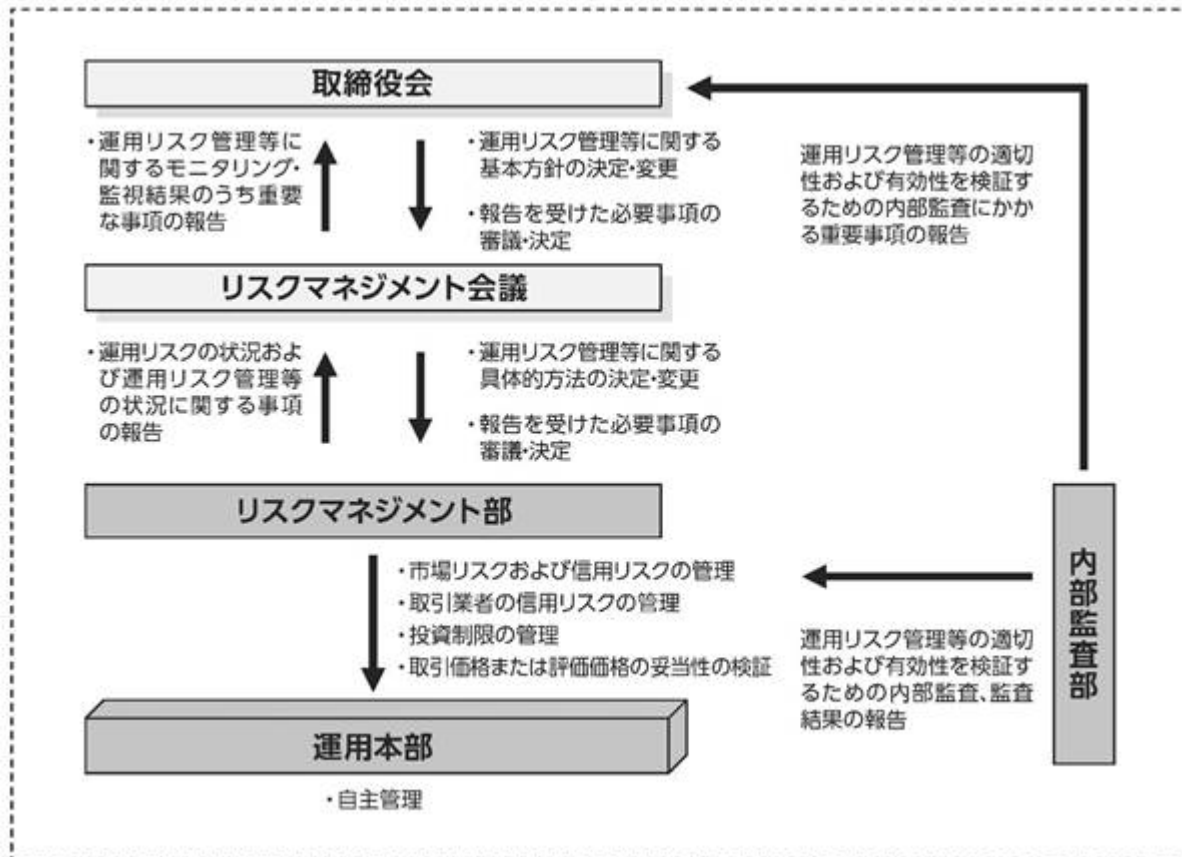 取締役会
・運用リスク管理等に
関するモニタリング・
監視結果のうち重要
な事項の報告
・運用リスク管理等に関する
基本方針の決定・変更
・報告を受けた必要事項の
審議・決定
運用リスク管理等の適切
性および有効性を検証す
るための内部監査にかか
る重要事項の報告
リスクマネジメント会議
・運用リスクの状況およ
び運用リスク管理等
の状況に関する事項
の報告
・運用リスク管理等に関する
具体的方法の決定・変更
・報告を受けた必要事項の
審議・決定
リスクマネジメント部
・市場リスクおよび信用リスクの管理
・取引業者の信用リスクの管理
・投資制限の管理
・取引価格または評価価格の妥当性の検証
運用リスク管理等の適切
性および有効性を検証す
るための内部監査、監査
結果の報告
内部監査部
運用本部
・自主管理